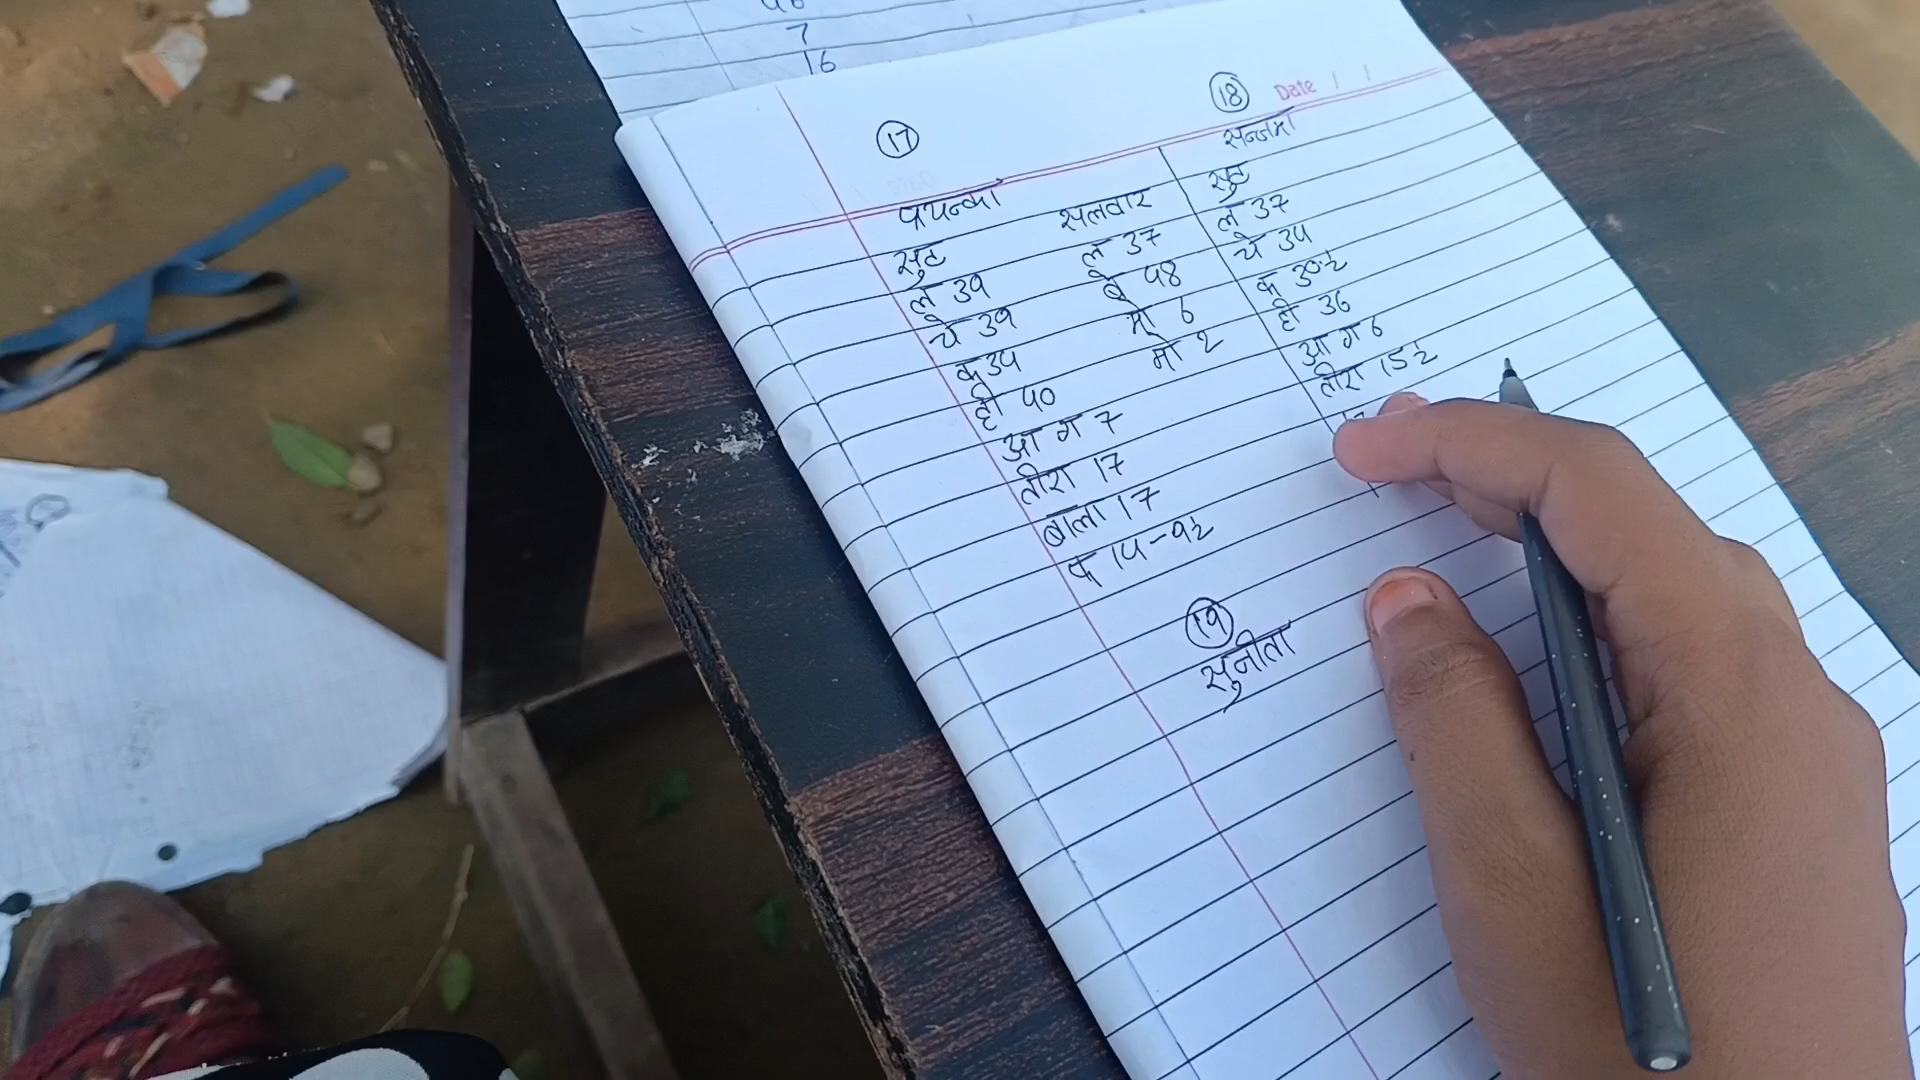 7
16
17
प्रयन्का
सुट
ल 39
चे 39
क 34
ही 40
आ ग 7
तीरा 17
बाला 17
क 14-9½
सलवार
ल 37
बे 48
मो 6
मो 2
18
Date / /
सन्जना
सुट
ल 37
चे 34
क 30½
ही 36
आ ग 6
तीरा 15½
19
सुनीता